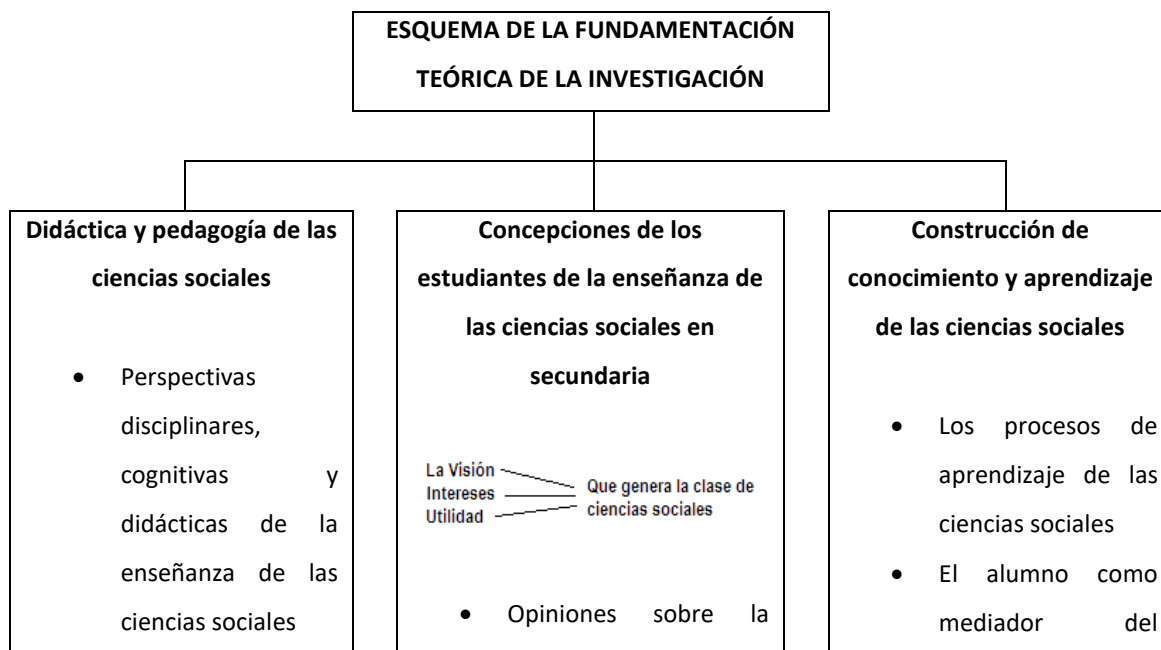 ESQUEMA DE LA FUNDAMENTACIÓN
TEÓRICA DE LA INVESTIGACIÓN
Didáctica y pedagogía de las
ciencias sociales
• Perspectivas
disciplinares,
cognitivas y
didácticas de la
enseñanza de las
ciencias sociales
Concepciones de los
estudiantes de la enseñanza de
las ciencias sociales en
secundaria
La Visión
Intereses
Utilidad
Que genera la clase de
ciencias sociales
• Opiniones sobre la
Construcción de
conocimiento y aprendizaje
de las ciencias sociales
• Los procesos de
aprendizaje de las
ciencias sociales
• El alumno como
mediador del